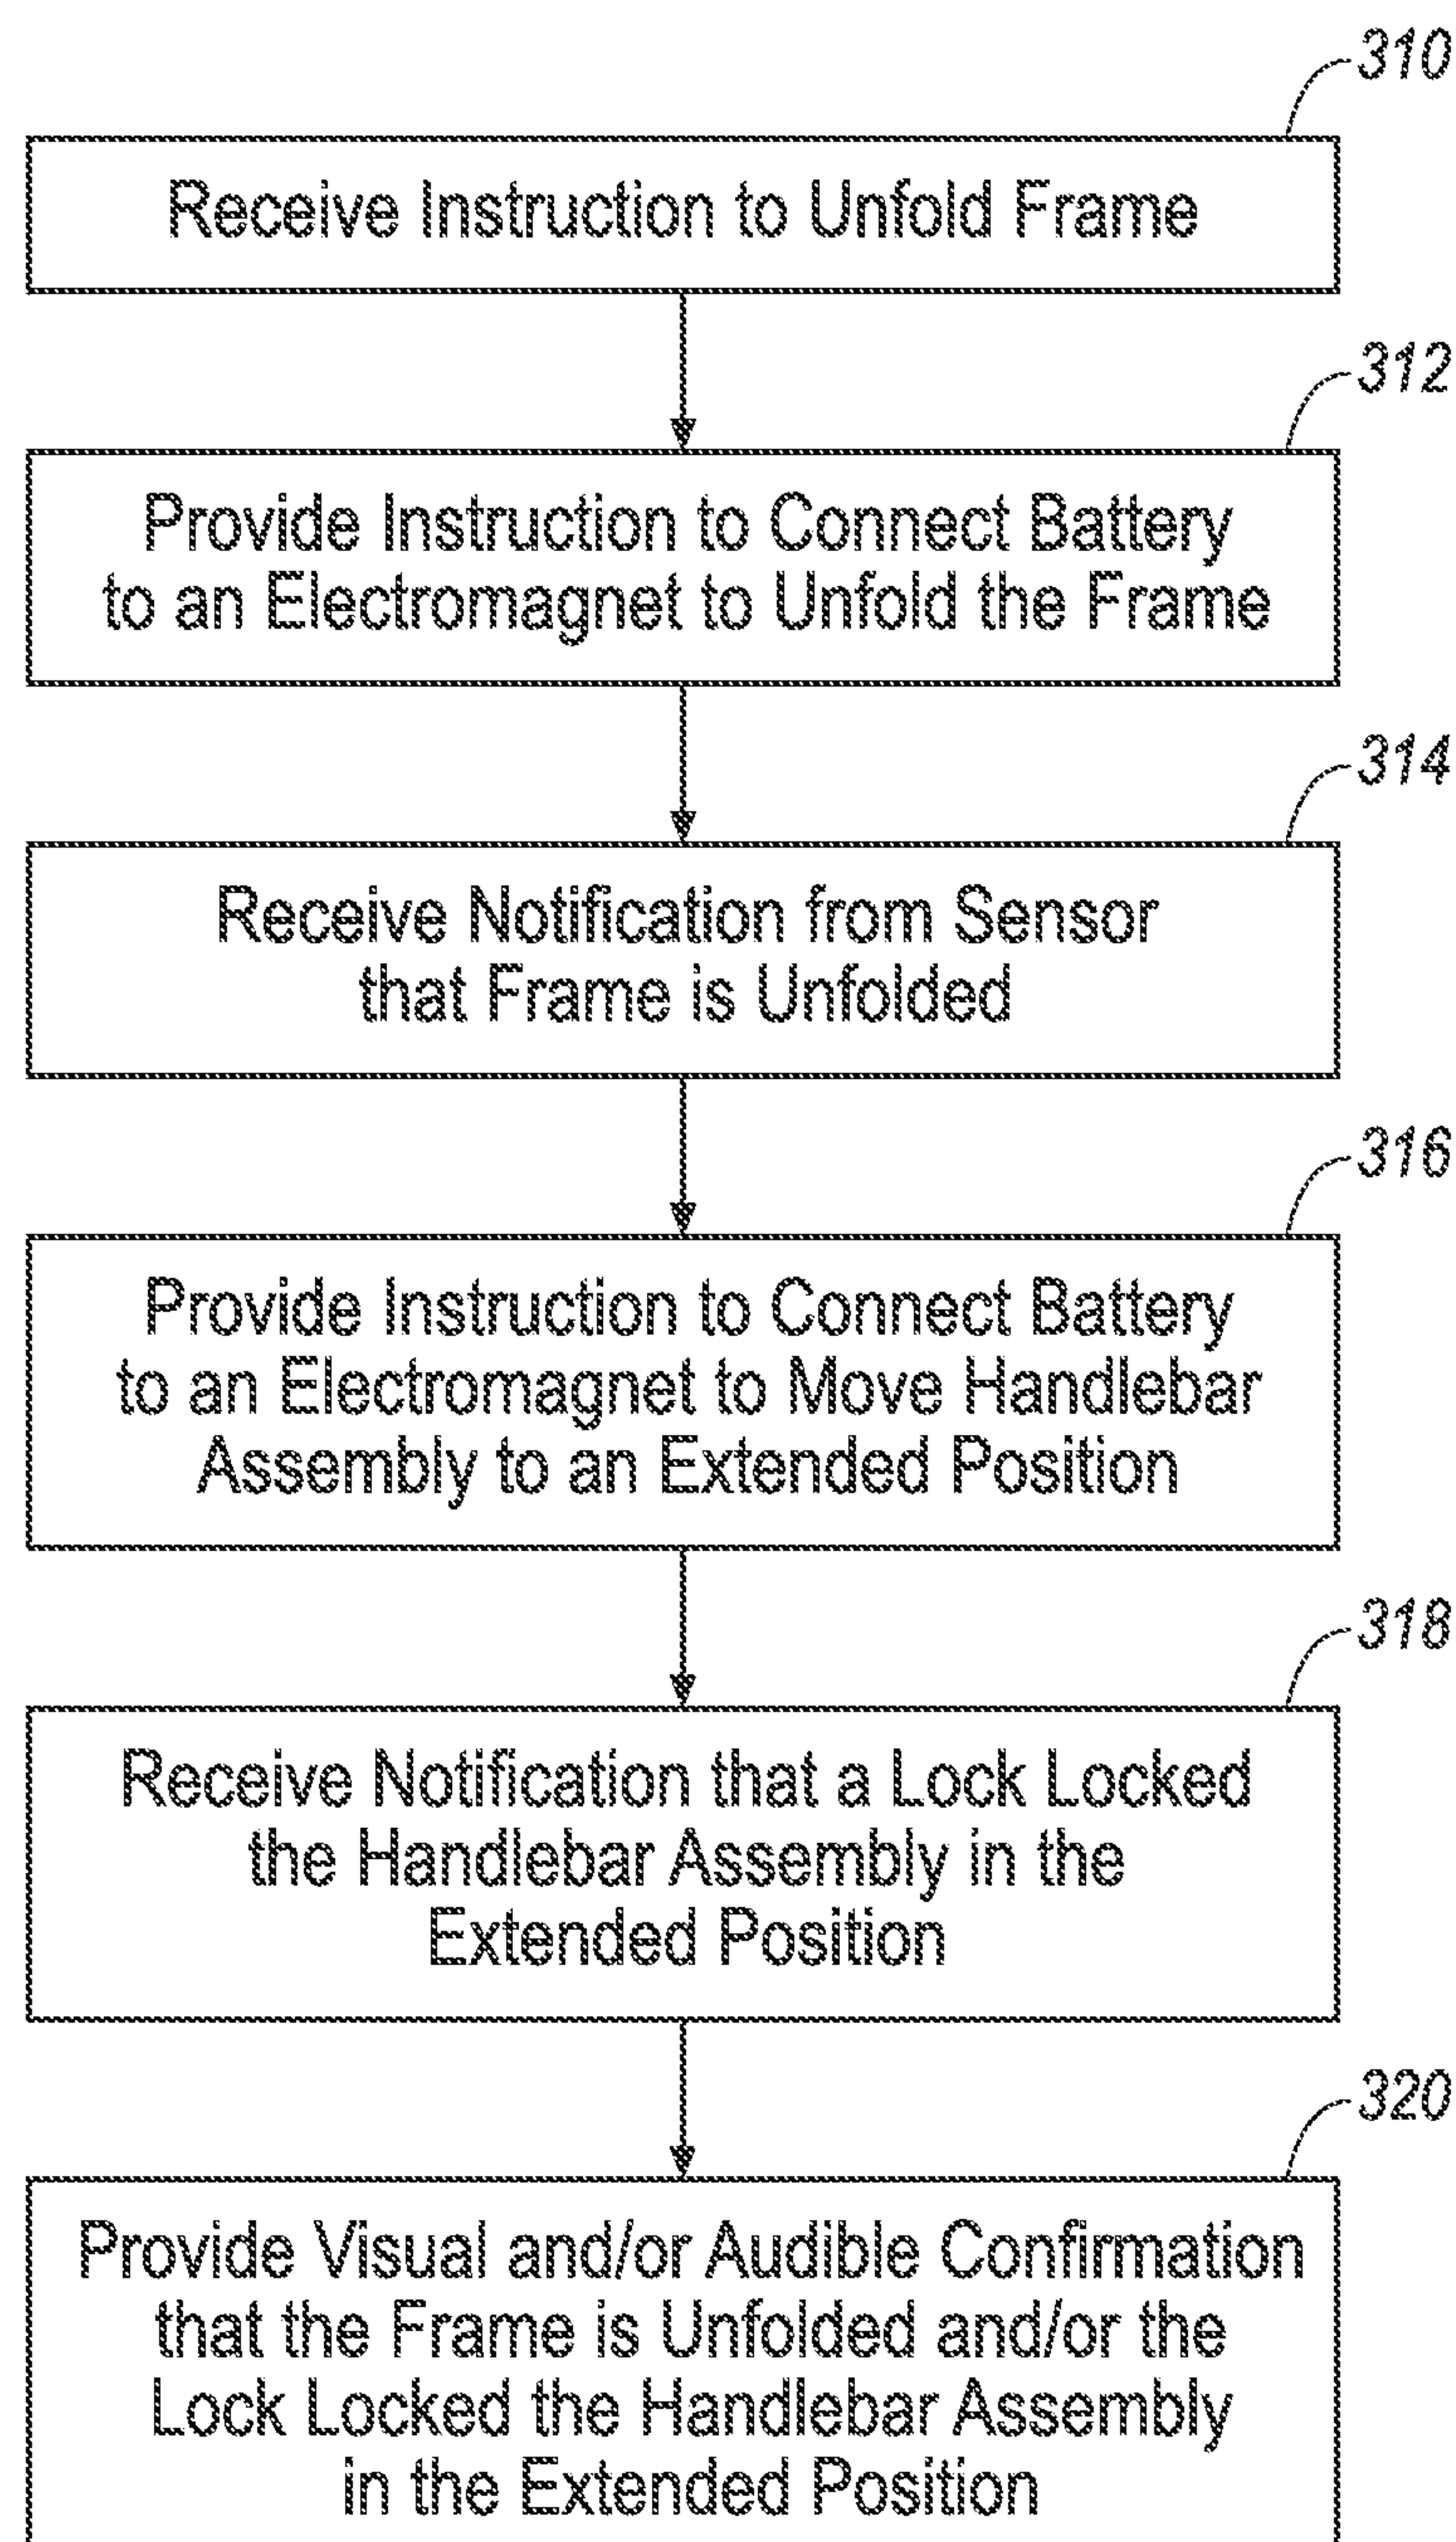 310
Receive Instruction to Unfold Frame
312
Provide Instruction to Connect Battery
to an Electromagnet to Unfold the Frame
314
Receive Notification from Sensor
that Frame is Unfolded
316
Provide Instruction to Connect Battery
to an Electromagnet to Move Handlebar
Assembly to an Extended Position
318
Receive Notification that a Lock Locked
the Handlebar Assembly in the
Extended Position
320
Provide Visual and/or Audible Confirmation
that the Frame is Unfolded and/or the
Lock Locked the Handlebar Assembly
in the Extended Position